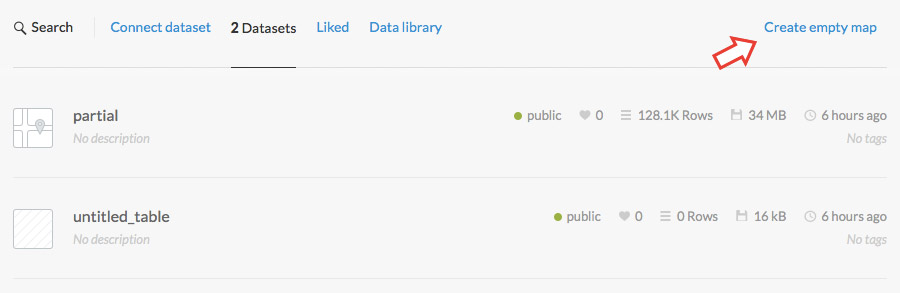 Search Connect dataset 2 Datasets Liked Data library Create empty map
partial public 0 128.1K Rows 34 MB 6 hours ago
No description No tags
untitled_table public 0 0 Rows 16 kB 6 hours ago
No description No tags